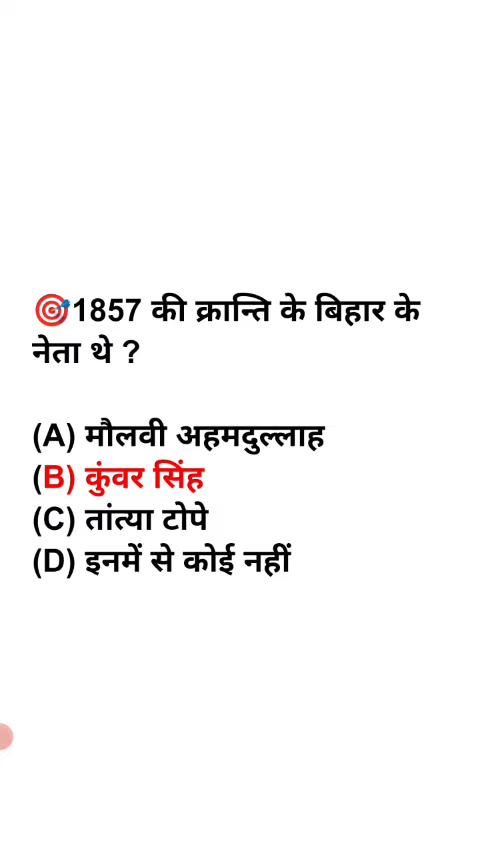 🎯1857 की क्रान्ति के बिहार के
नेता थे ?
(A) मौलवी अहमदुल्लाह
(B) कुंवर सिंह
(C) तांत्या टोपे
(D) इनमें से कोई नहीं